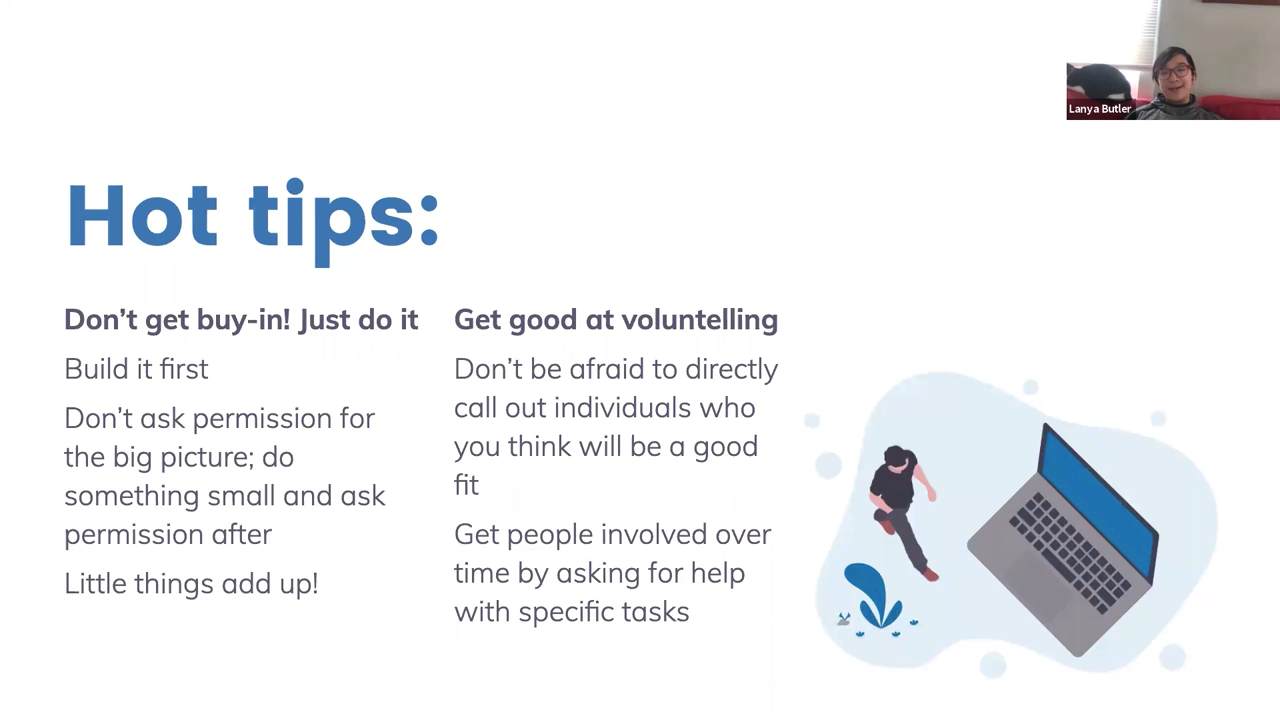 Lanya Butler
Hot tips:
Don’t get buy-in! Just do it
Build it first
Don’t ask permission for
the big picture; do
something small and ask
permission after
Little things add up!
Get good at voluntelling
Don’t be afraid to directly
call out individuals who
you think will be a good
fit
Get people involved over
time by asking for help
with specific tasks